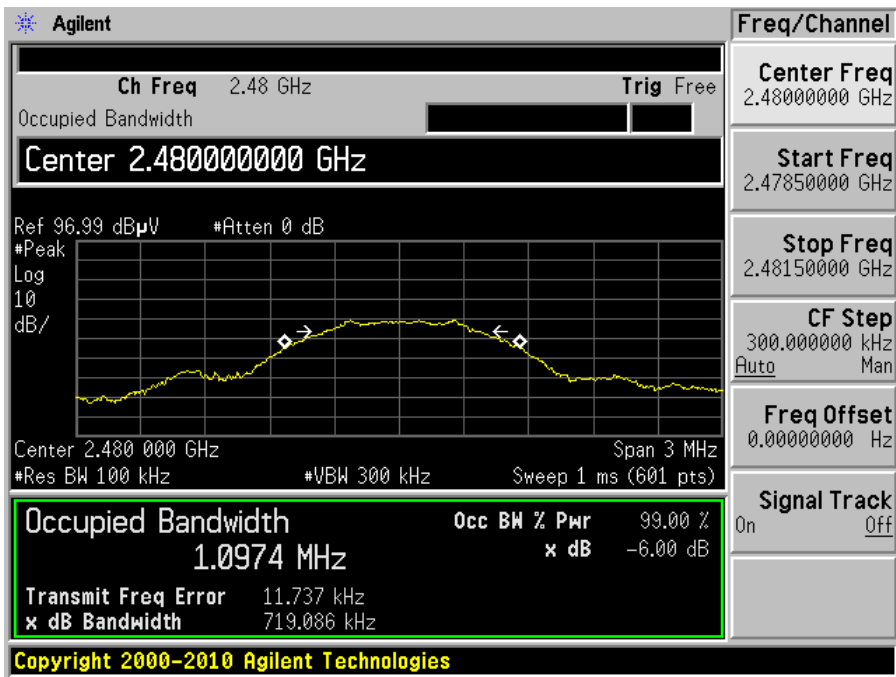 Agilent
Freq/Channel
Ch Freq 2.48 GHz Trig Free
Occupied Bandwidth
Center 2.480000000 GHz
Ref 96.99 dBµV #Atten 0 dB
#Peak
Log
10
dB/
Center 2.480 000 GHz Span 3 MHz
#Res BW 100 kHz #VBW 300 kHz Sweep 1 ms (601 pts)
Occupied Bandwidth
1.0974 MHz
Occ BW % Pwr 99.00 %
x dB -6.00 dB
Transmit Freq Error 11.737 kHz
x dB Bandwidth 719.086 kHz
Copyright 2000-2010 Agilent Technologies
Center Freq
2.48000000 GHz
Start Freq
2.47850000 GHz
Stop Freq
2.48150000 GHz
CF Step
300.000000 kHz
Auto Man
Freq Offset
0.00000000 Hz
Signal Track
On Off